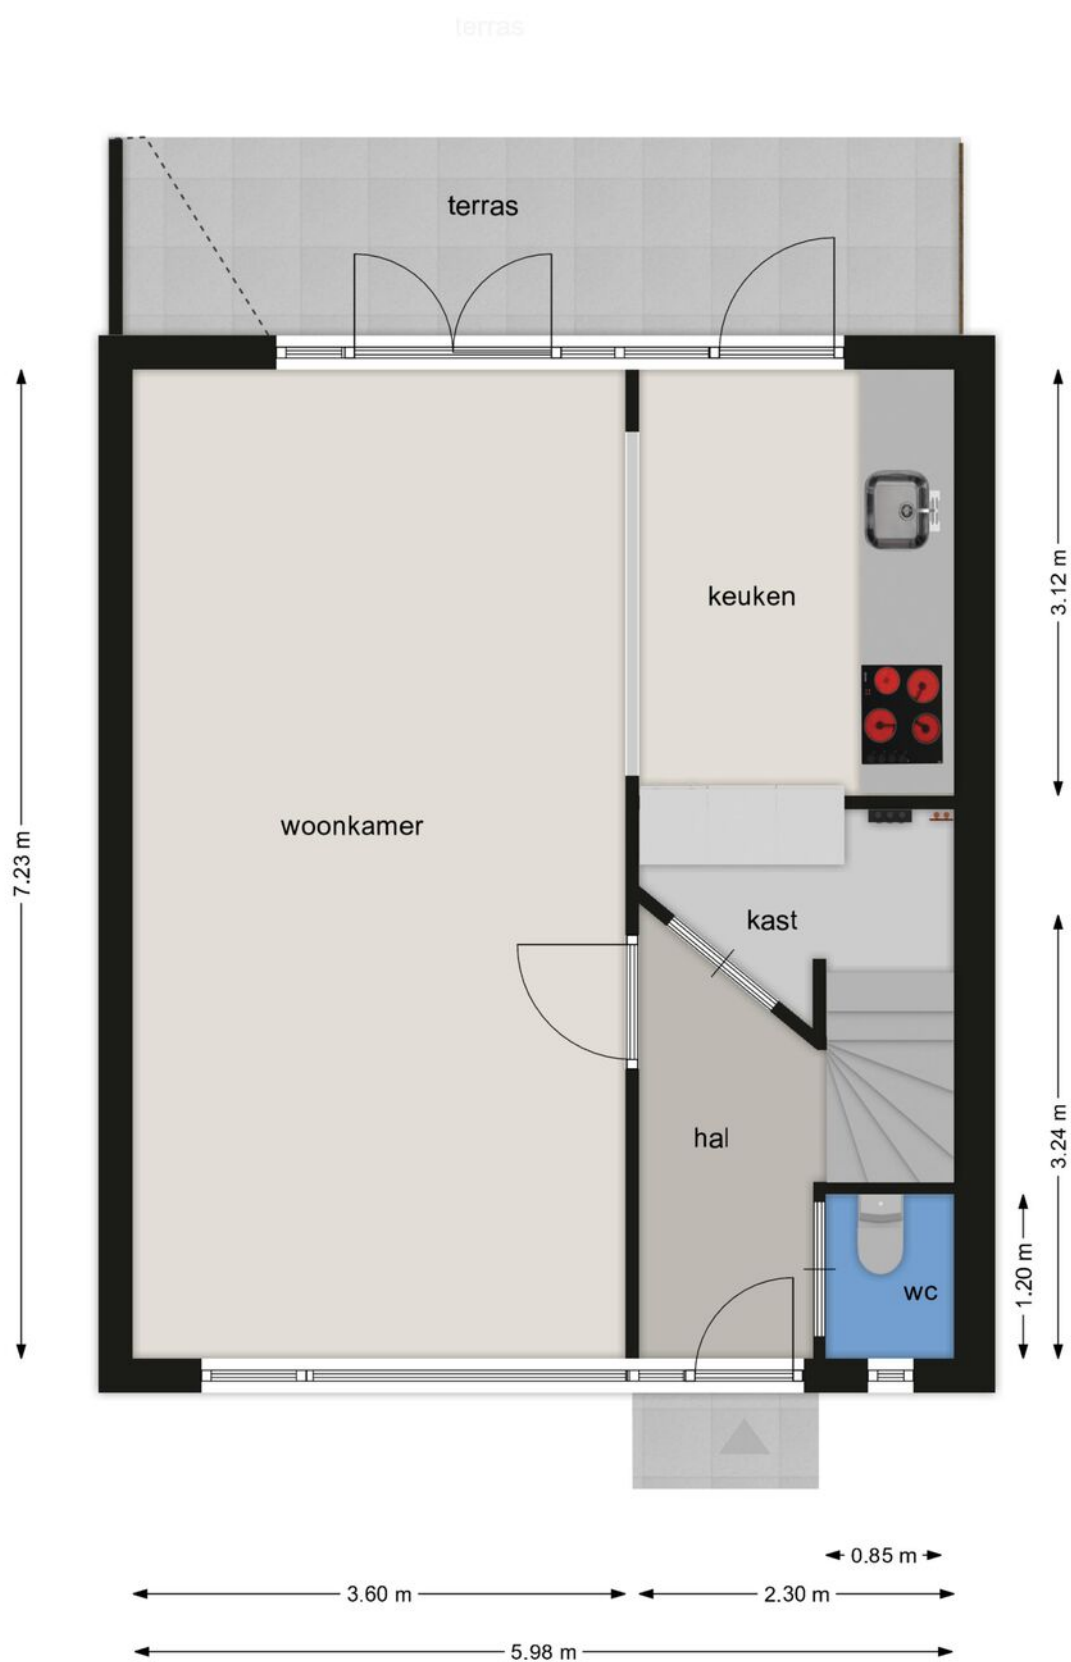 terras
terras
keuken
3.12 m
woonkamer
7.23 m
kast
hal
3.24 m
wc
1.20 m
0.85 m
3.60 m
2.30 m
5.98 m